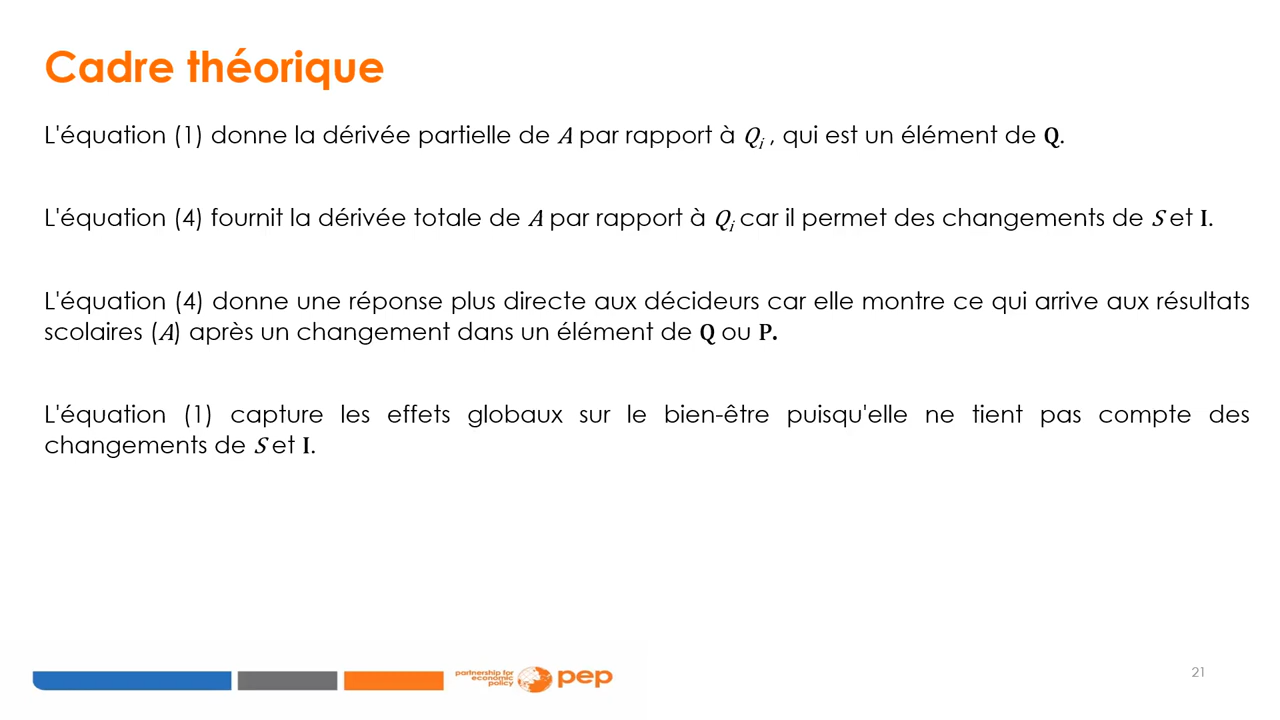 Cadre théorique
L'équation (1) donne la dérivée partielle de A par rapport à Qi , qui est un élément de Q.
L'équation (4) fournit la dérivée totale de A par rapport à Qi car il permet des changements de S et I.
L'équation (4) donne une réponse plus directe aux décideurs car elle montre ce qui arrive aux résultats
scolaires (A) après un changement dans un élément de Q ou P.
L'équation (1) capture les effets globaux sur le bien-être puisqu'elle ne tient pas compte des
changements de S et I.
partnership for
economic
policy
pep
21